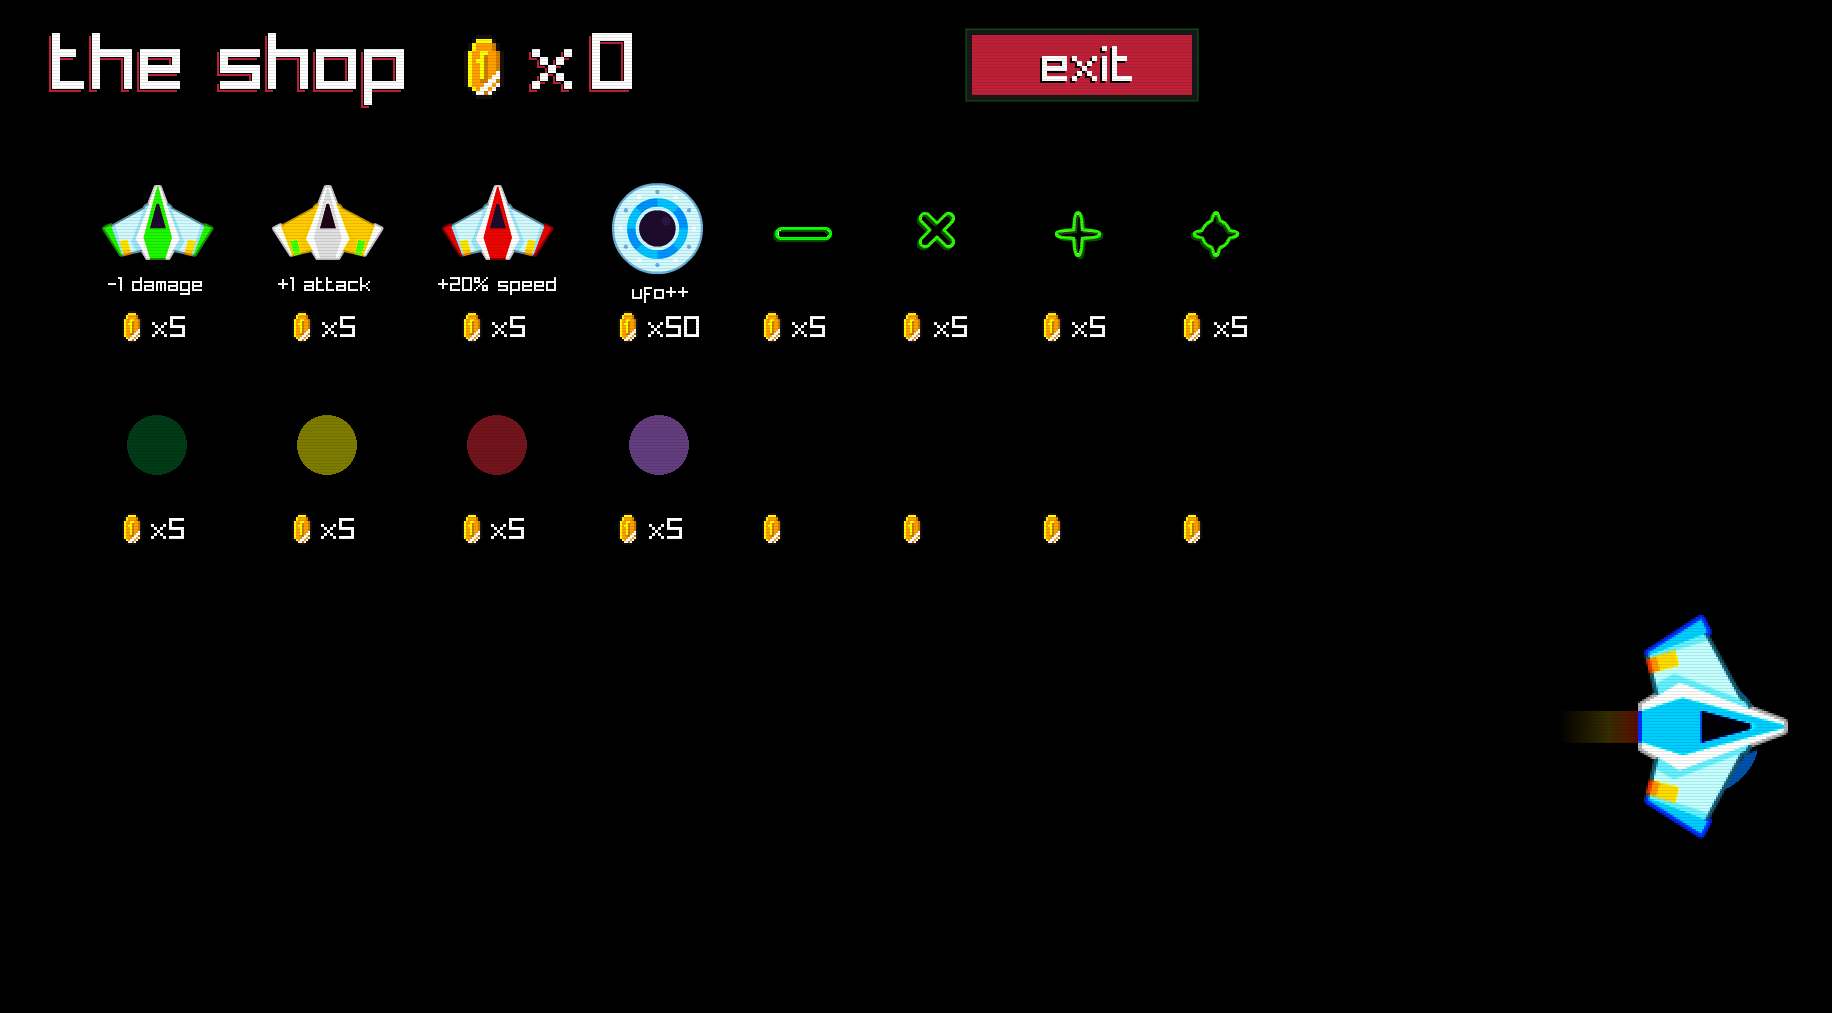 the shop x0
exit
-1 damage +1 attack +20% speed ufo++
x5 x5 x5 x50 x5 x5 x5 x5
x5 x5 x5 x5